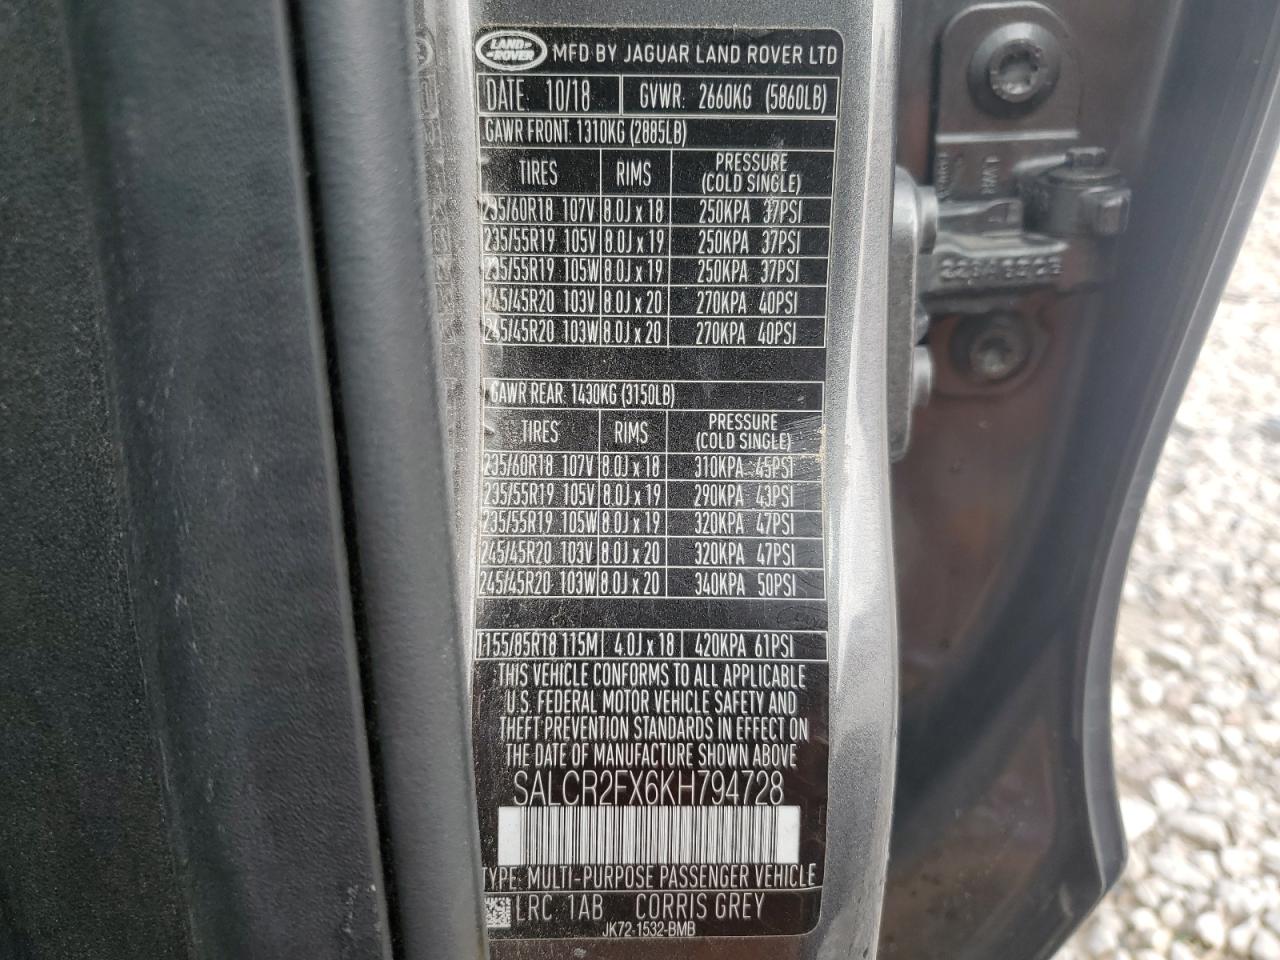 LAND ROVER MFD BY JAGUAR LAND ROVER LTD
DATE: 10/18 GVWR: 2660KG (5860LB)
GAWR FRONT: 1310KG (2885LB)
TIRES RIMS PRESSURE (COLD SINGLE)
235/60R18 107V 8.0J x 18 250KPA 37PSI
235/55R19 105V 8.0J x 19 250KPA 37PSI
235/55R19 105W 8.0J x 19 250KPA 37PSI
245/45R20 103V 8.0J x 20 270KPA 40PSI
245/45R20 103W 8.0J x 20 270KPA 40PSI
GAWR REAR: 1430KG (3150LB)
TIRES RIMS PRESSURE (COLD SINGLE)
235/60R18 107V 8.0J x 18 310KPA 45PSI
235/55R19 105V 8.0J x 19 290KPA 43PSI
235/55R19 105W 8.0J x 19 320KPA 47PSI
245/45R20 103V 8.0J x 20 320KPA 47PSI
245/45R20 103W 8.0J x 20 340KPA 50PSI
T155/85R18 115M 4.0J x 18 420KPA 61PSI
THIS VEHICLE CONFORMS TO ALL APPLICABLE
U.S. FEDERAL MOTOR VEHICLE SAFETY AND
THEFT PREVENTION STANDARDS IN EFFECT ON
THE DATE OF MANUFACTURE SHOWN ABOVE
SALCR2FX6KH794728
TYPE: MULTI-PURPOSE PASSENGER VEHICLE
LRC 1AB CORRIS GREY
JK72-1532-BMB